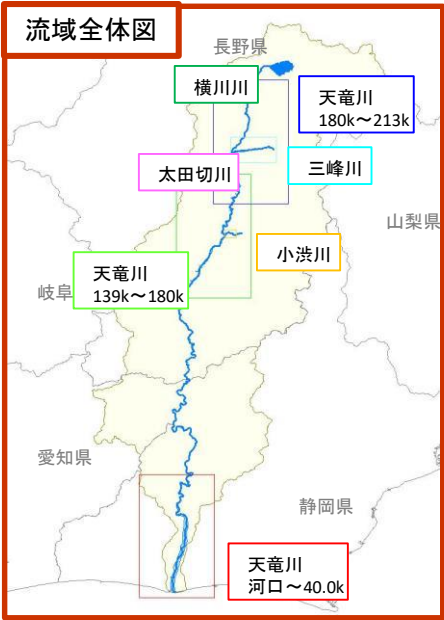 流域全体図
長野県
横川川
天竜川
180k～213k
太田切川
三峰川
山梨県
小渋川
天竜川
139k～180k
岐阜
愛知県
静岡県
天竜川
河口～40.0k